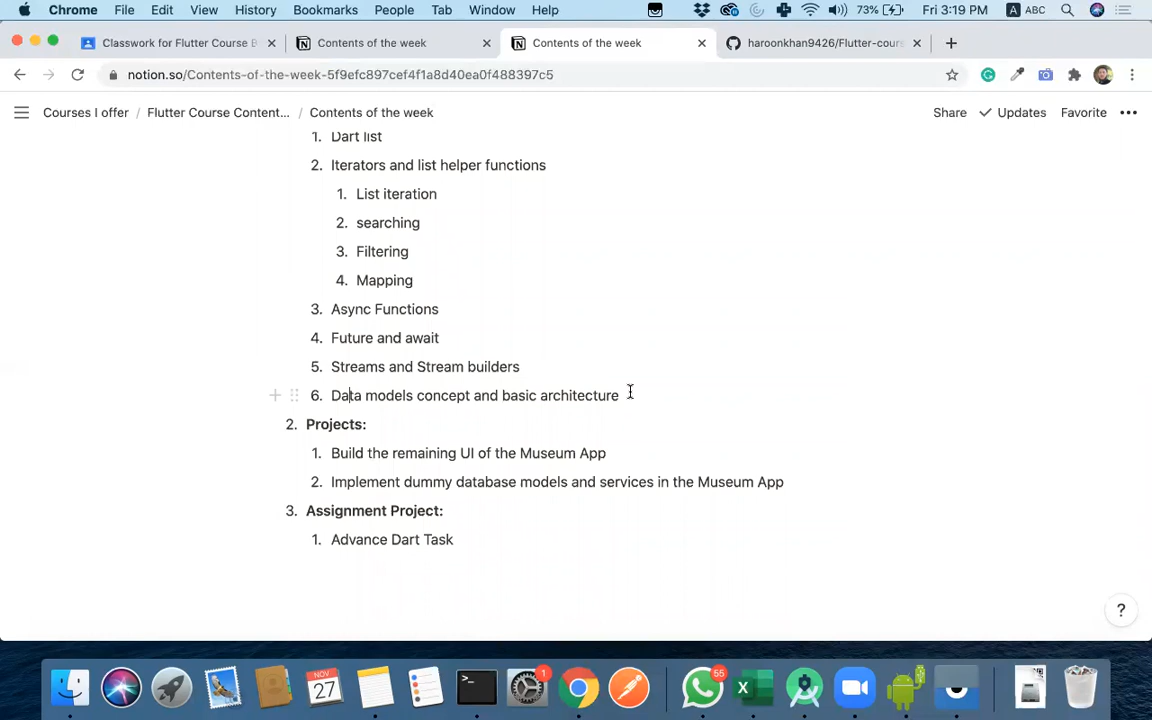 Chrome File Edit View History Bookmarks People Tab Window Help 73% Fri 3:19 PM A ABC
Classwork for Flutter Course B
Contents of the week
Contents of the week
haroonkhan9426/Flutter-cours
notion.so/Contents-of-the-week-5f9efc897cef4f1a8d40ea0f488397c5
Courses I offer / Flutter Course Content... / Contents of the week
Share Updates Favorite
1. Dart list
2. Iterators and list helper functions
1. List iteration
2. searching
3. Filtering
4. Mapping
3. Async Functions
4. Future and await
5. Streams and Stream builders
6. Data models concept and basic architecture
2. Projects:
1. Build the remaining UI of the Museum App
2. Implement dummy database models and services in the Museum App
3. Assignment Project:
1. Advance Dart Task
?
NOV
27
1
55